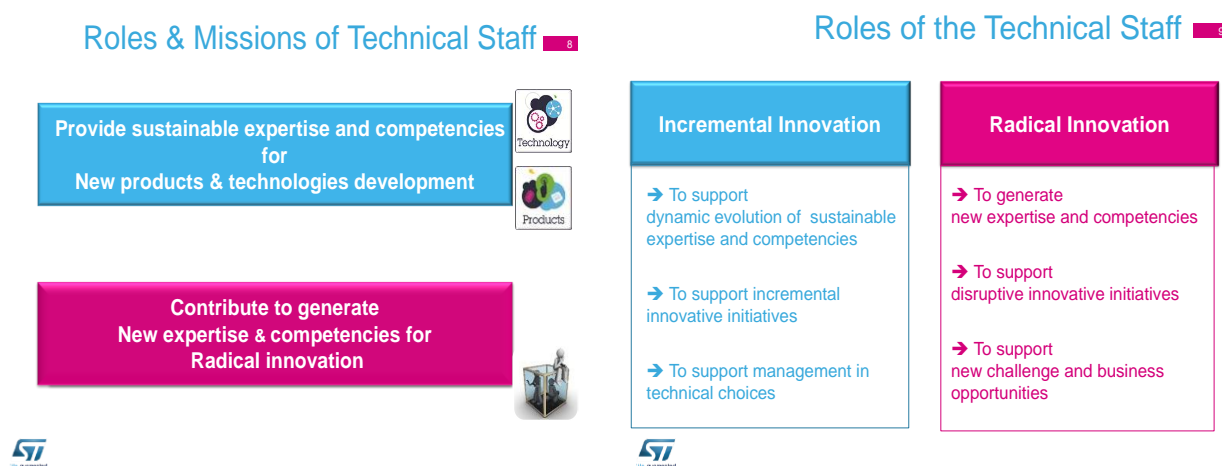 Roles & Missions of Technical Staff
8
Provide sustainable expertise and competencies
for
New products & technologies development
Technology
Products
Contribute to generate
New expertise & competencies for
Radical innovation
ST
Roles of the Technical Staff
9
Incremental Innovation
➔ To support
dynamic evolution of sustainable
expertise and competencies
➔ To support incremental
innovative initiatives
➔ To support management in
technical choices
Radical Innovation
➔ To generate
new expertise and competencies
➔ To support
disruptive innovative initiatives
➔ To support
new challenge and business
opportunities
ST